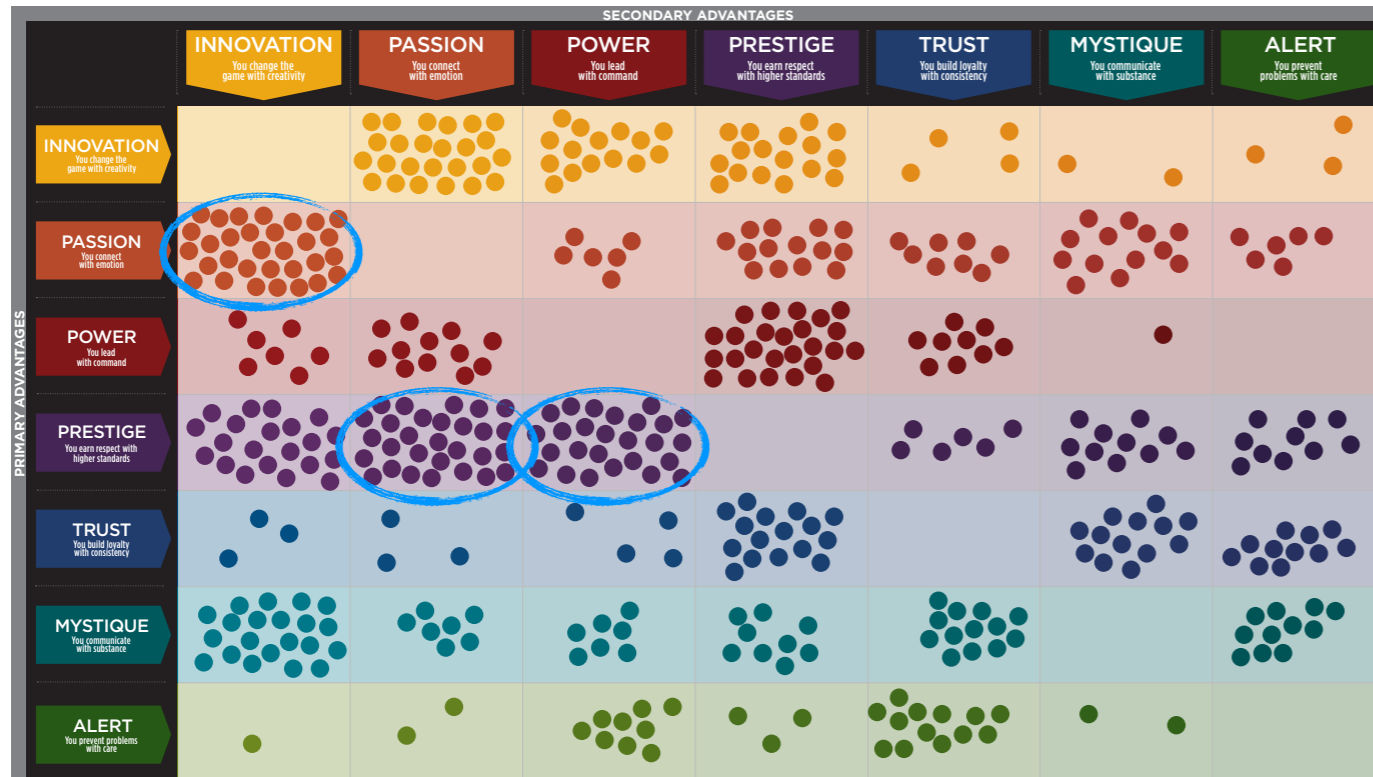 SECONDARY ADVANTAGES
INNOVATION
You change the
game with creativity
PASSION
You connect
with emotion
POWER
You lead
with command
PRESTIGE
You earn respect
with higher standards
TRUST
You build loyalty
with consistency
MYSTIQUE
You communicate
with substance
ALERT
You prevent
problems with care
PRIMARY ADVANTAGES
INNOVATION
You change the
game with creativity
PASSION
You connect
with emotion
POWER
You lead
with command
PRESTIGE
You earn respect with
higher standards
TRUST
You build loyalty
with consistency
MYSTIQUE
You communicate
with substance
ALERT
You prevent problems
with care